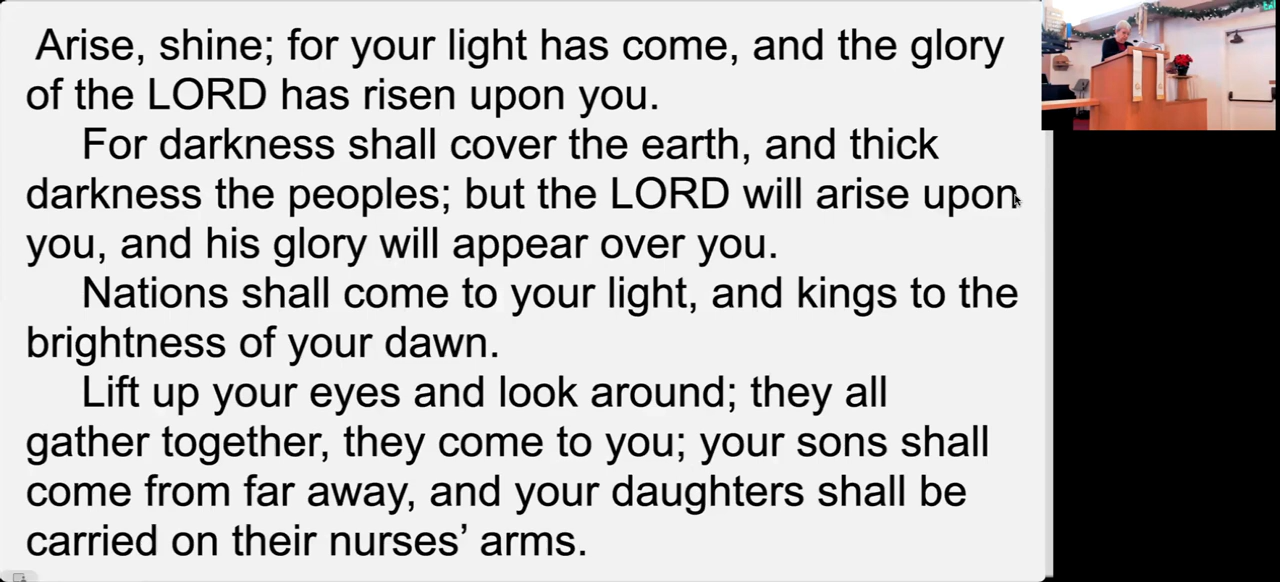 Arise, shine; for your light has come, and the glory
of the LORD has risen upon you.
For darkness shall cover the earth, and thick
darkness the peoples; but the LORD will arise upon
you, and his glory will appear over you.
Nations shall come to your light, and kings to the
brightness of your dawn.
Lift up your eyes and look around; they all
gather together, they come to you; your sons shall
come from far away, and your daughters shall be
carried on their nurses’ arms.